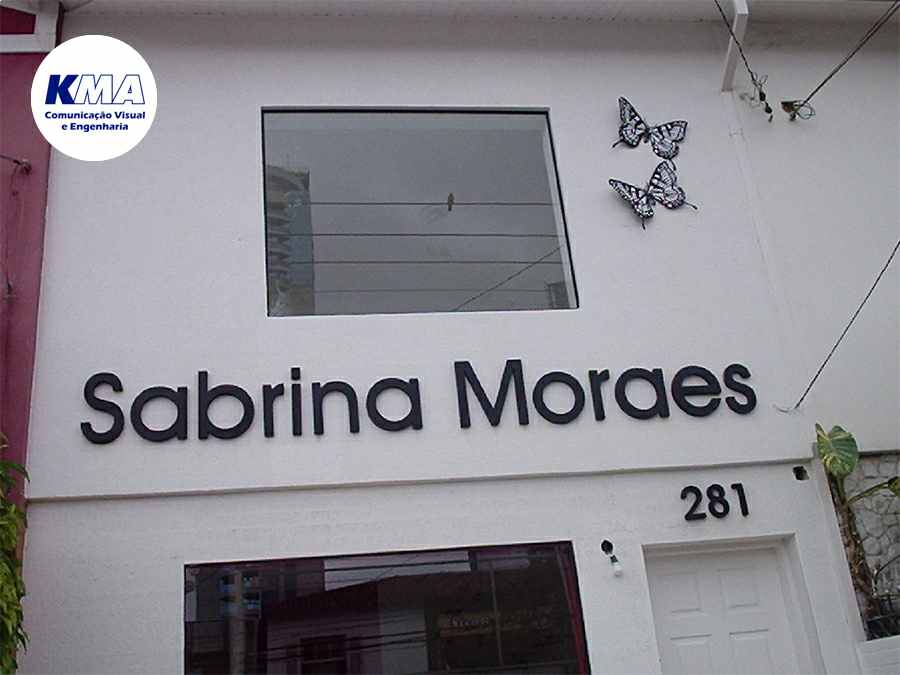 KMA
Comunicação Visual
e Engenharia
Sabrina Moraes
281